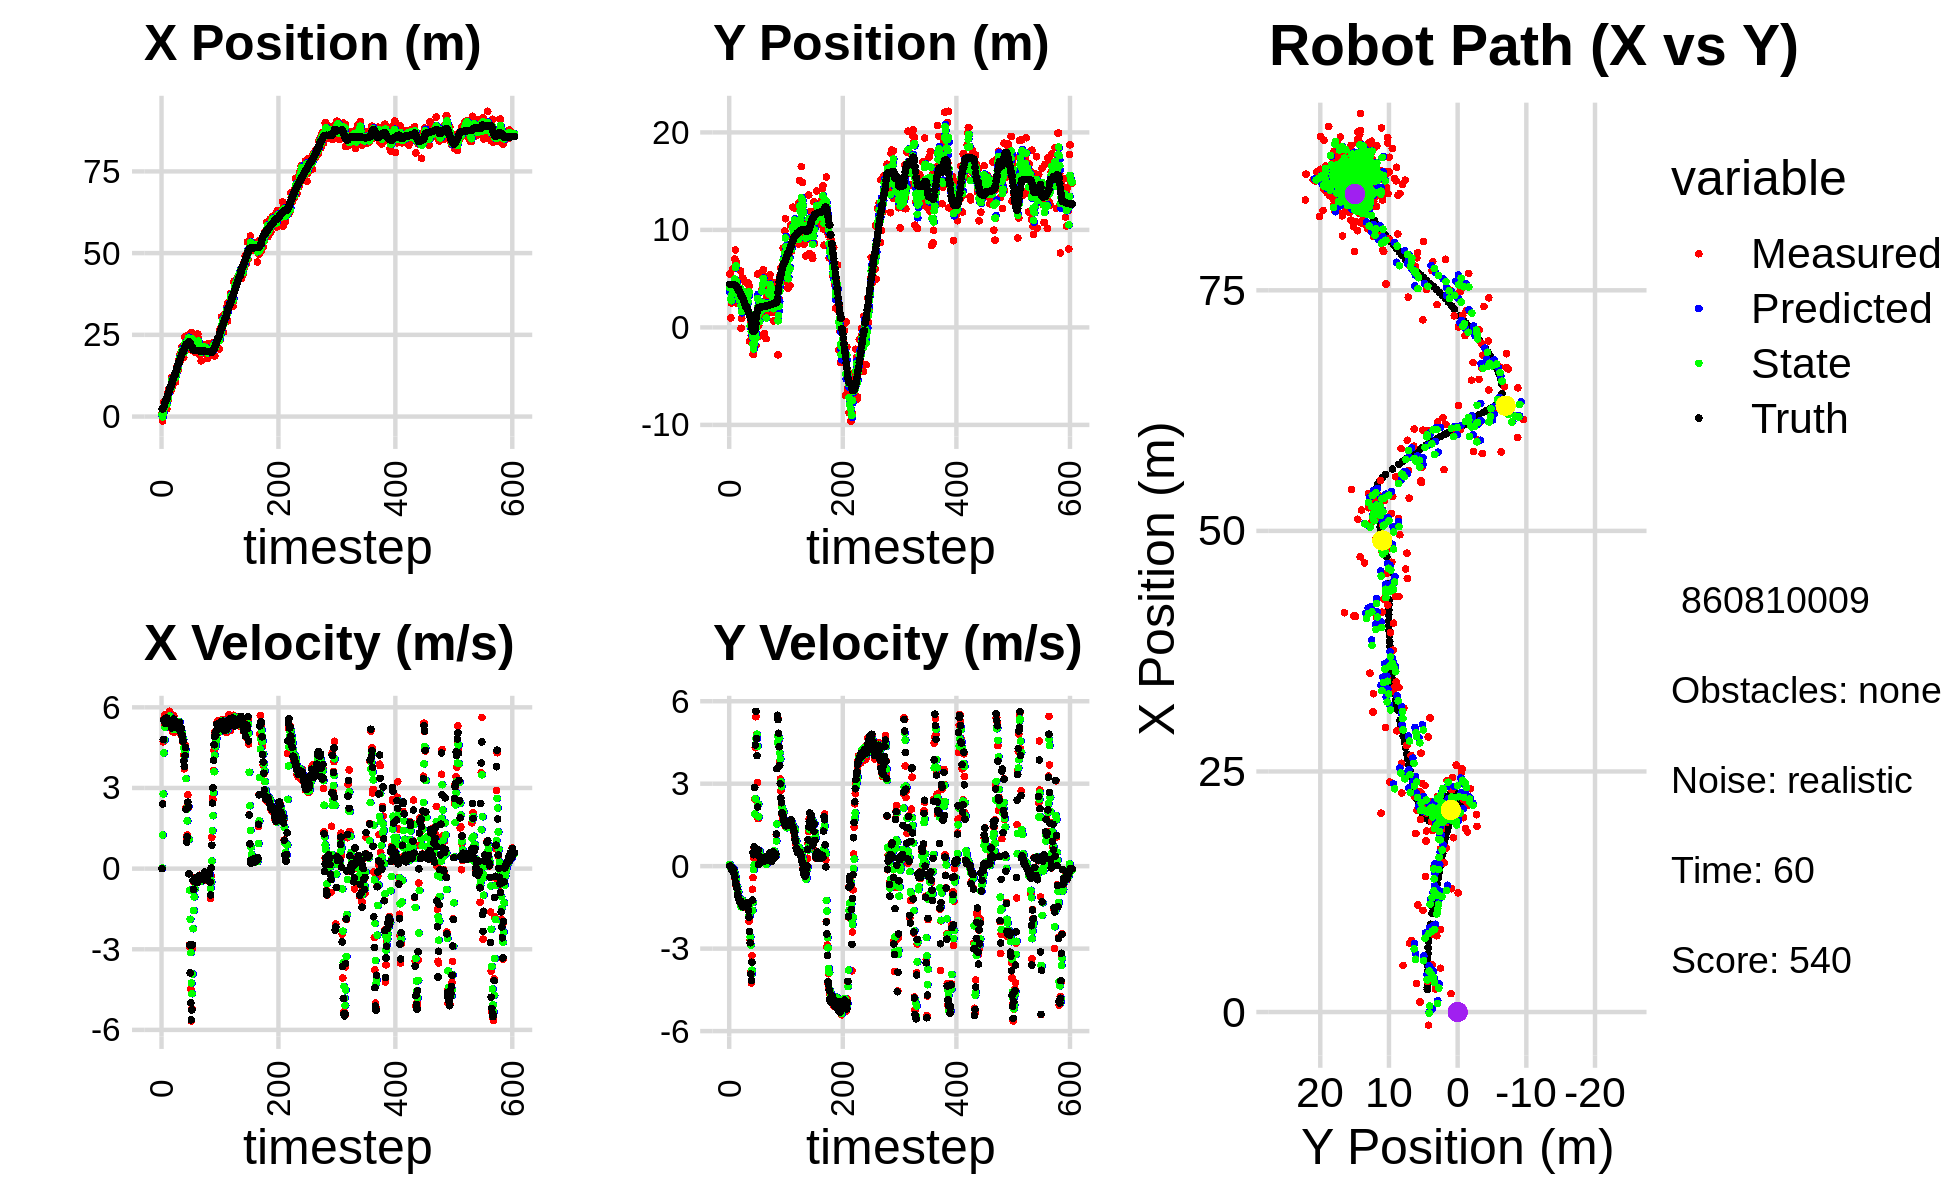 X Position (m)
75
50
25
0
0
200
400
600
timestep
Y Position (m)
20
10
0
-10
0
200
400
600
timestep
X Velocity (m/s)
6
3
0
-3
-6
0
200
400
600
timestep
Y Velocity (m/s)
6
3
0
-3
-6
0
200
400
600
timestep
Robot Path (X vs Y)
X Position (m)
75
50
25
0
20 10 0 -10 -20
Y Position (m)
variable
Measured
Predicted
State
Truth
860810009
Obstacles: none
Noise: realistic
Time: 60
Score: 540